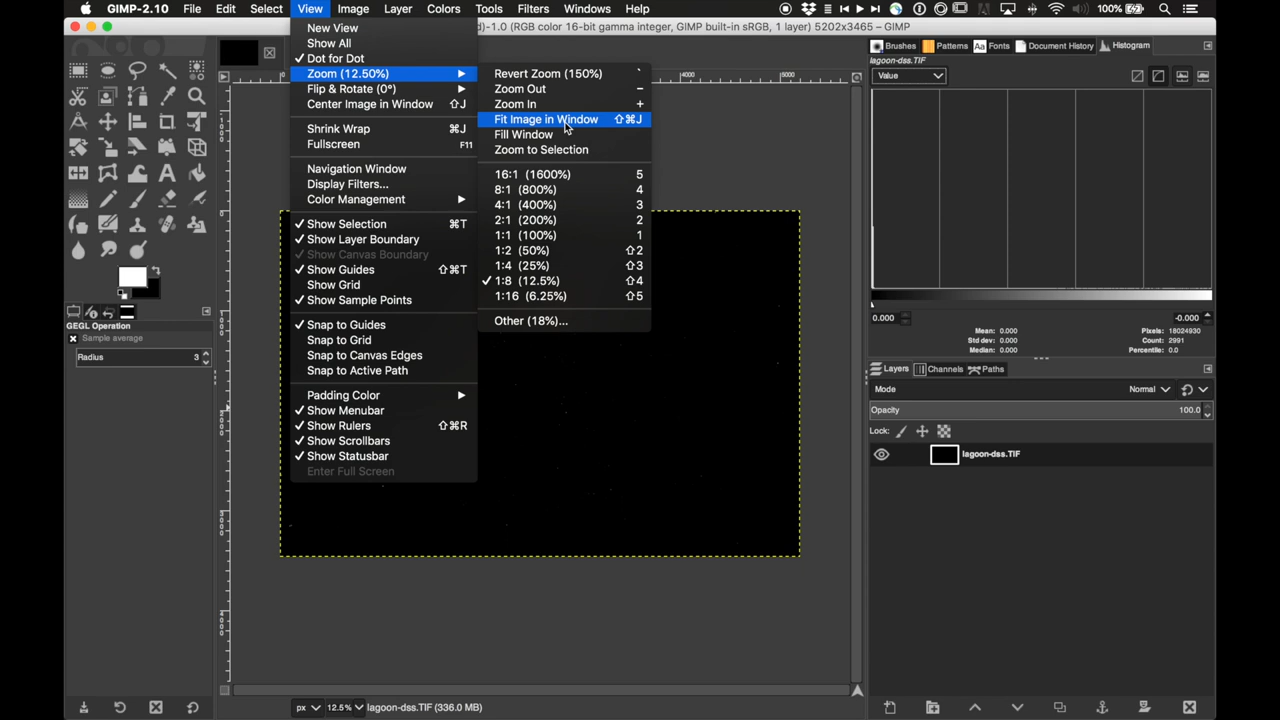 GIMP-2.10 File Edit Select View Image Layer Colors Tools Filters Windows Help 100%
d)-1.0 (RGB color 16-bit gamma integer, GIMP built-in sRGB, 1 layer) 5202x3465 – GIMP
New View
Show All
✓ Dot for Dot
Zoom (12.50%)
Flip & Rotate (0°)
Center Image in Window ⇧J
Shrink Wrap ⌘J
Fullscreen F11
Navigation Window
Display Filters...
Color Management
✓ Show Selection ⌘T
✓ Show Layer Boundary
✓ Show Canvas Boundary
✓ Show Guides ⇧⌘T
Show Grid
✓ Show Sample Points
✓ Snap to Guides
Snap to Grid
Snap to Canvas Edges
Snap to Active Path
Padding Color
✓ Show Menubar
✓ Show Rulers ⇧⌘R
✓ Show Scrollbars
✓ Show Statusbar
Enter Full Screen
Revert Zoom (150%) `
Zoom Out -
Zoom In +
Fit Image in Window ⇧⌘J
Fill Window
Zoom to Selection
16:1 (1600%) 5
8:1 (800%) 4
4:1 (400%) 3
2:1 (200%) 2
1:1 (100%) 1
1:2 (50%) ⇧2
1:4 (25%) ⇧3
✓ 1:8 (12.5%) ⇧4
1:16 (6.25%) ⇧5
Other (18%)...
4000 5000
GEGL Operation
Sample average
Radius 3
Brushes Patterns Aa Fonts Document History Histogram
lagoon-dss.TIF
Value
0.000 -0.000
Mean: 0.000 Pixels: 18024930
Std dev: 0.000 Count: 2991
Median: 0.000 Percentile: 0.0
Layers Channels Paths
Mode Normal
Opacity 100.0
Lock:
lagoon-dss.TIF
px 12.5% lagoon-dss.TIF (336.0 MB)